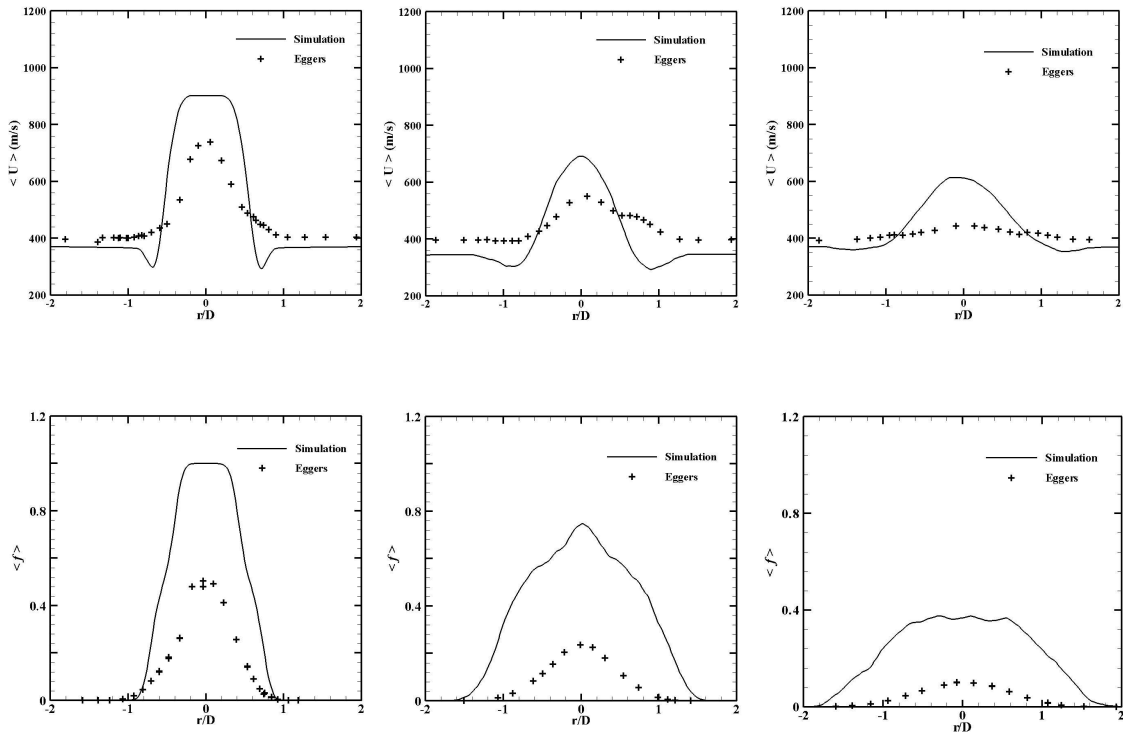 1200
1000
800
600
400
200
< U > (m/s)
Simulation
Eggers
-2
-1
0
1
2
r/D
1200
1000
800
600
400
200
< U > (m/s)
Simulation
Eggers
-2
-1
0
1
2
r/D
1200
1000
800
600
400
200
< U > (m/s)
Simulation
Eggers
-2
-1
0
1
2
r/D
1.2
0.8
0.4
0
< f >
Simulation
Eggers
-2
-1
0
1
2
r/D
1.2
0.8
0.4
0
< f >
Simulation
Eggers
-2
-1
0
1
2
r/D
1.2
0.8
0.4
0
< f >
Simulation
Eggers
-2
-1
0
1
2
r/D